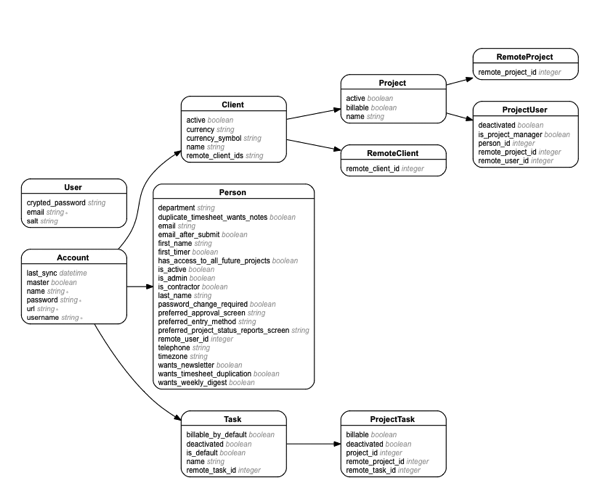 RemoteProject
remote_project_id integer
Project
active boolean
billable boolean
name string
ProjectUser
deactivated boolean
is_project_manager boolean
person_id integer
remote_project_id integer
remote_user_id integer
Client
active boolean
currency string
currency_symbol string
name string
remote_client_ids string
RemoteClient
remote_client_id integer
User
crypted_password string
email string *
salt string
Person
department string
duplicate_timesheet_wants_notes boolean
email string
email_after_submit boolean
first_name string
first_timer boolean
has_access_to_all_future_projects boolean
is_active boolean
is_admin boolean
is_contractor boolean
last_name string
password_change_required boolean
preferred_approval_screen string
preferred_entry_method string
preferred_project_status_reports_screen string
remote_user_id integer
telephone string
timezone string
wants_newsletter boolean
wants_timesheet_duplication boolean
wants_weekly_digest boolean
Account
last_sync datetime
master boolean
name string *
password string *
url string *
username string *
Task
billable_by_default boolean
deactivated boolean
is_default boolean
name string
remote_task_id integer
ProjectTask
billable boolean
deactivated boolean
project_id integer
remote_project_id integer
remote_task_id integer